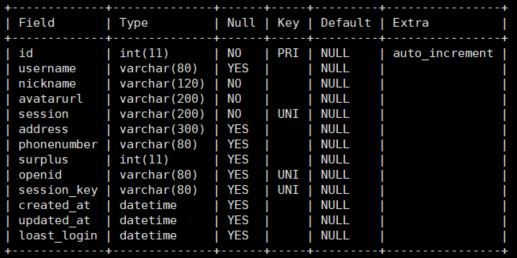 +-------------+--------------+------+-----+---------+----------------+
| Field       | Type         | Null | Key | Default | Extra          |
+-------------+--------------+------+-----+---------+----------------+
| id          | int(11)      | NO   | PRI | NULL    | auto_increment |
| username    | varchar(80)  | YES  |     | NULL    |                |
| nickname    | varchar(120) | NO   |     | NULL    |                |
| avatarurl   | varchar(200) | NO   |     | NULL    |                |
| session     | varchar(200) | NO   | UNI | NULL    |                |
| address     | varchar(300) | YES  |     | NULL    |                |
| phonenumber | varchar(80)  | YES  |     | NULL    |                |
| surplus     | int(11)      | YES  |     | NULL    |                |
| openid      | varchar(80)  | YES  | UNI | NULL    |                |
| session_key | varchar(80)  | YES  | UNI | NULL    |                |
| created_at  | datetime     | YES  |     | NULL    |                |
| updated_at  | datetime     | YES  |     | NULL    |                |
| loast_login | datetime     | YES  |     | NULL    |                |
+-------------+--------------+------+-----+---------+----------------+